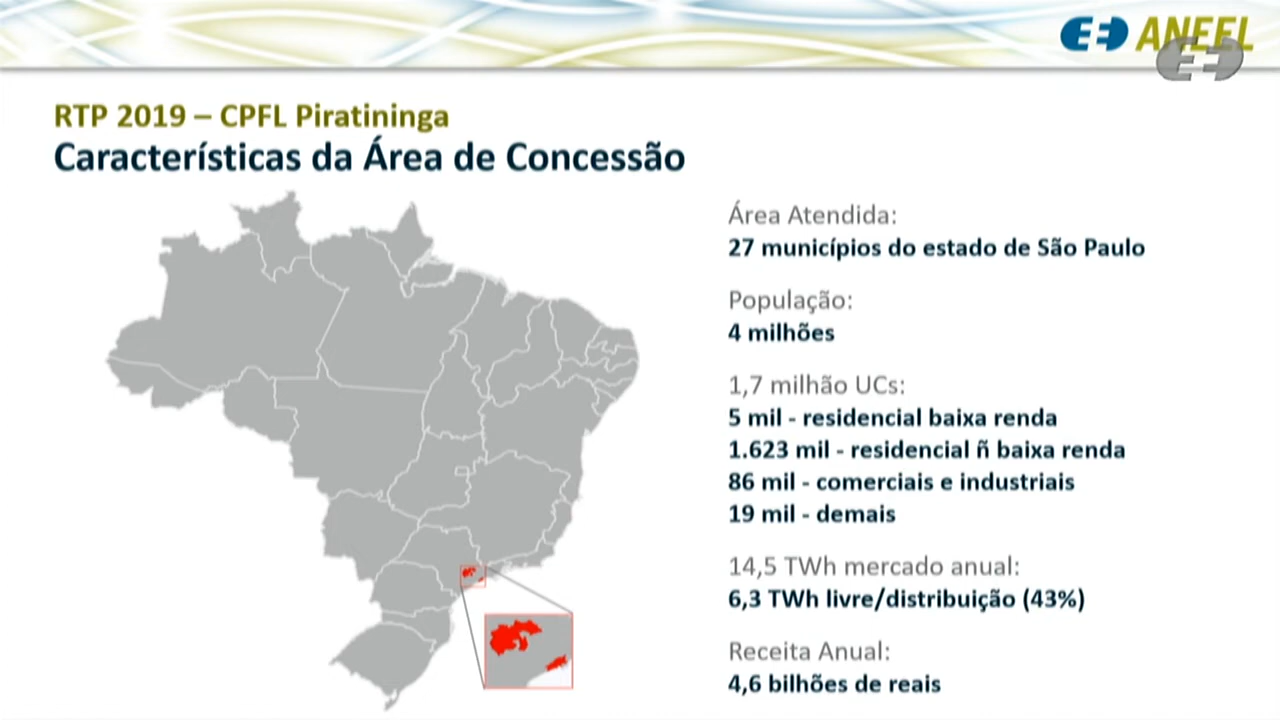 ANEEL
RTP 2019 – CPFL Piratininga
Características da Área de Concessão
Área Atendida:
27 municípios do estado de São Paulo
População:
4 milhões
1,7 milhão UCs:
5 mil - residencial baixa renda
1.623 mil - residencial ñ baixa renda
86 mil - comerciais e industriais
19 mil - demais
14,5 TWh mercado anual:
6,3 TWh livre/distribuição (43%)
Receita Anual:
4,6 bilhões de reais